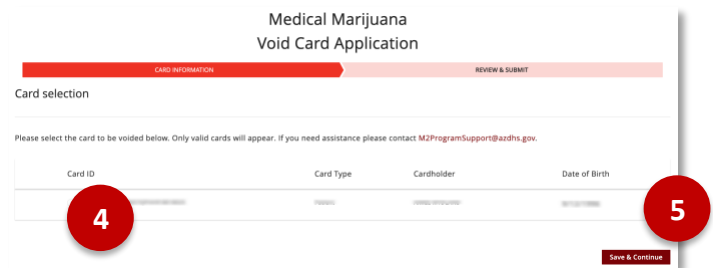 Medical Marijuana
Void Card Application
CARD INFORMATION REVIEW & SUBMIT
Card selection
Please select the card to be voided below. Only valid cards will appear. If you need assistance please contact M2ProgramSupport@azdhs.gov.
Card ID Card Type Cardholder Date of Birth
4
5
Save & Continue